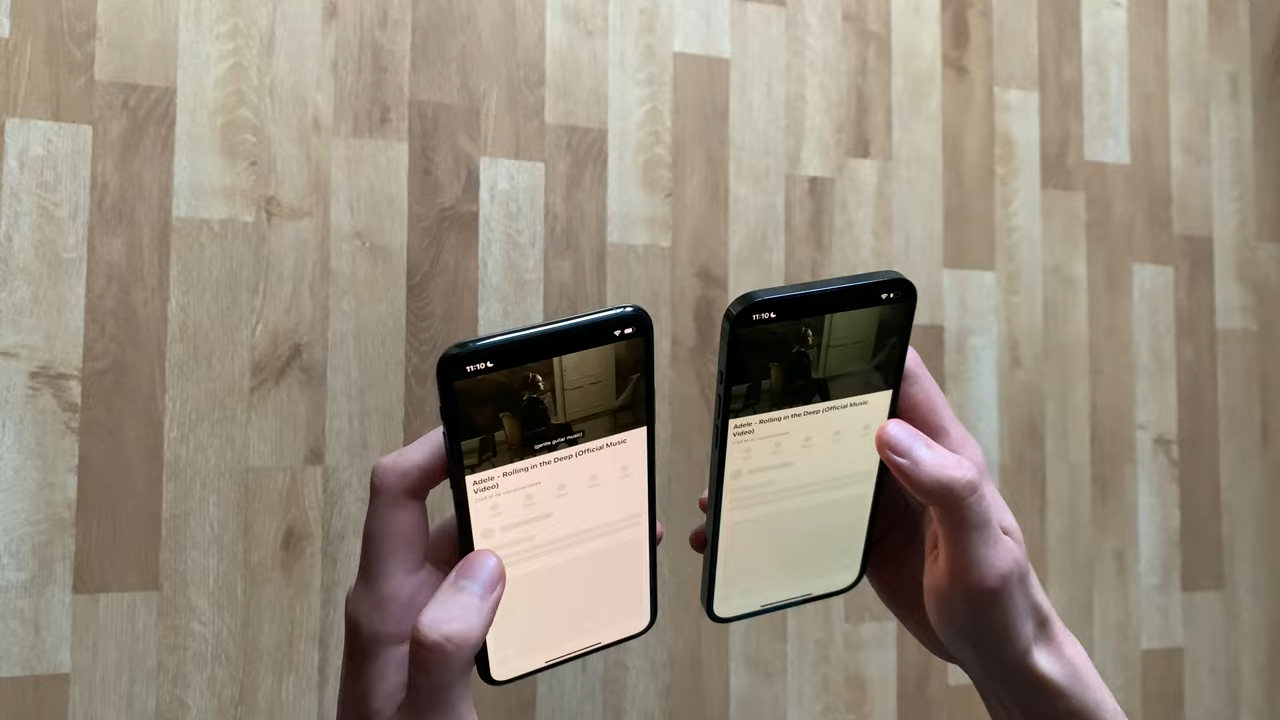 11:10
(gentle guitar music)
Adele - Rolling in the Deep (Official Music
Video)
11:10
Adele - Rolling in the Deep (Official Music
Video)